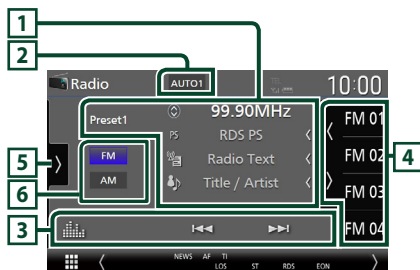 1
2
Radio AUTO1 TEL 10:00
Preset1 99.90MHz FM 01
PS RDS PS
FM Radio Text FM 02
AM Title / Artist FM 03
FM 04
4
5
6
3
NEWS AF TI
LOS ST RDS EON